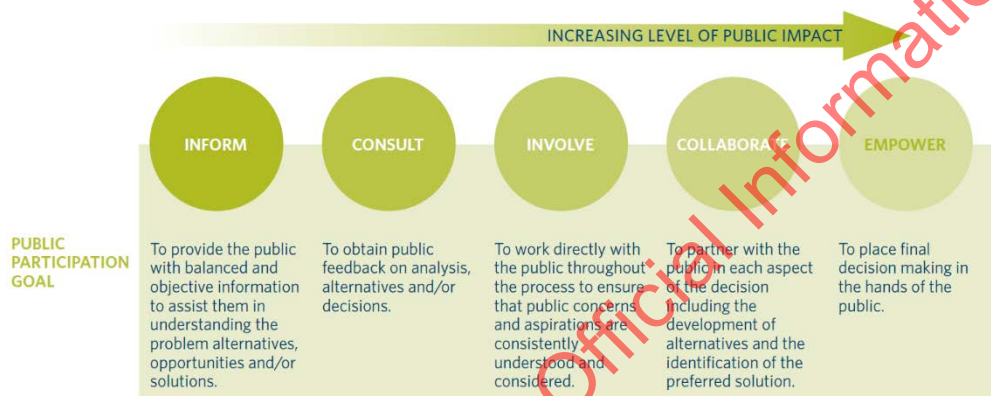 INCREASING LEVEL OF PUBLIC IMPACT
INFORM
CONSULT
INVOLVE
COLLABORATE
EMPOWER
PUBLIC
PARTICIPATION
GOAL
To provide the public
with balanced and
objective information
to assist them in
understanding the
problem alternatives,
opportunities and/or
solutions.
To obtain public
feedback on analysis,
alternatives and/or
decisions.
To work directly with
the public throughout
the process to ensure
that public concerns
and aspirations are
consistently
understood and
considered.
To partner with the
public in each aspect
of the decision
including the
development of
alternatives and the
identification of the
preferred solution.
To place final
decision making in
the hands of the
public.
Official Informatio